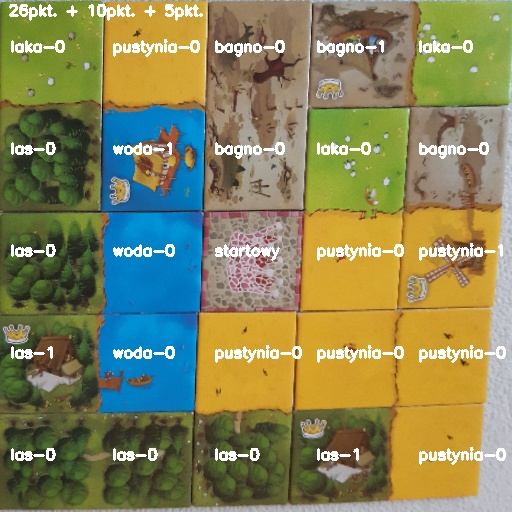 26pkt. + 10pkt. + 5pkt.
laka-0 pustynia-0 bagno-0 bagno-1 laka-0
las-0 woda-1 bagno-0 laka-0 bagno-0
las-0 woda-0 startowy pustynia-0 pustynia-1
las-1 woda-0 pustynia-0 pustynia-0 pustynia-0
las-0 las-0 las-0 las-1 pustynia-0